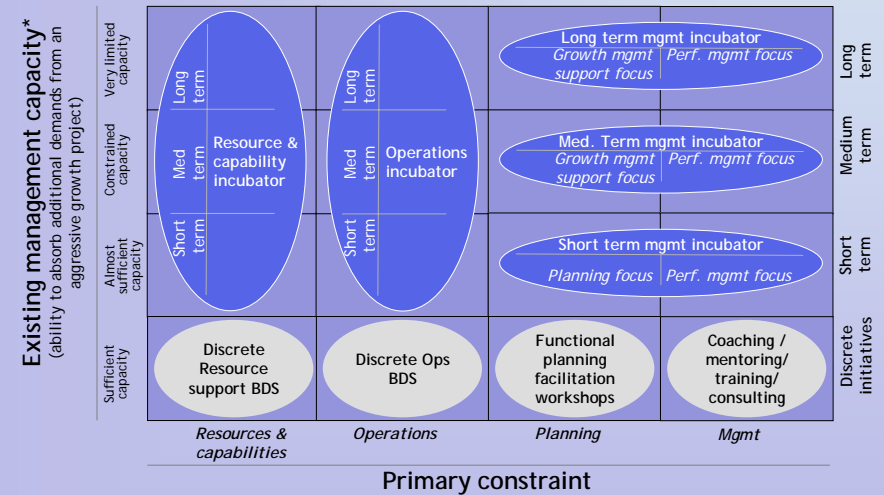 Existing management capacity*
(ability to absorb additional demands from an
aggressive growth project)
Very limited
capacity
Constrained
capacity
Almost
sufficient
capacity
Sufficient
capacity
Long
term
Med
term
Short
term
Resource &
capability
incubator
Long
term
Med
term
Short
term
Operations
incubator
Long term mgmt incubator
Growth mgmt
support focus
Perf. mgmt focus
Med. Term mgmt incubator
Growth mgmt
support focus
Perf. mgmt focus
Short term mgmt incubator
Planning focus
Perf. mgmt focus
Discrete
Resource
support BDS
Discrete Ops
BDS
Functional
planning
facilitation
workshops
Coaching /
mentoring/
training/
consulting
Long
term
Medium
term
Short
term
Discrete
initiatives
Resources &
capabilities
Operations
Planning
Mgmt
Primary constraint